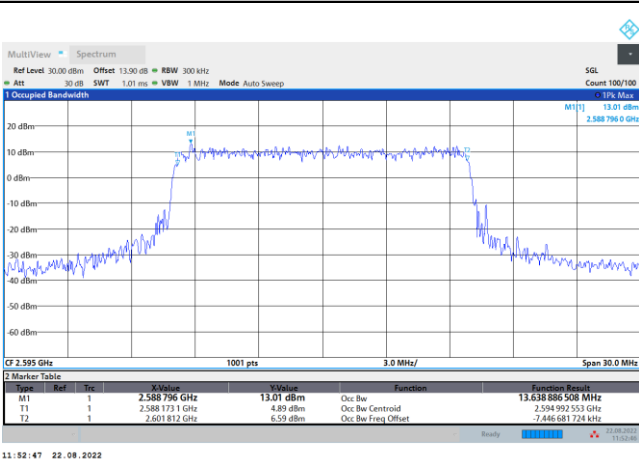 MultiView Spectrum
Ref Level 30.00 dBm Offset 13.90 dB RBW 300 kHz SGL
Att 30 dB SWT 1.01 ms VBW 1 MHz Mode Auto Sweep Count 100/100
1 Occupied Bandwidth 1Pk Max
M1[1] 13.01 dBm
2.588 796 0 GHz
M1
20 dBm
T1
T2
10 dBm
0 dBm
-10 dBm
-20 dBm
-30 dBm
-40 dBm
-50 dBm
-60 dBm
CF 2.595 GHz 1001 pts 3.0 MHz/ Span 30.0 MHz
2 Marker Table
Type Ref Trc X-Value Y-Value Function Function Result
M1 1 2.588 796 GHz 13.01 dBm Occ Bw 13.638 886 508 MHz
T1 1 2.588 173 1 GHz 4.89 dBm Occ Bw Centroid 2.594 992 553 GHz
T2 1 2.601 812 GHz 6.59 dBm Occ Bw Freq Offset -7.446 681 724 kHz
Ready 22.08.2022
11:52:46
11:52:47 22.08.2022